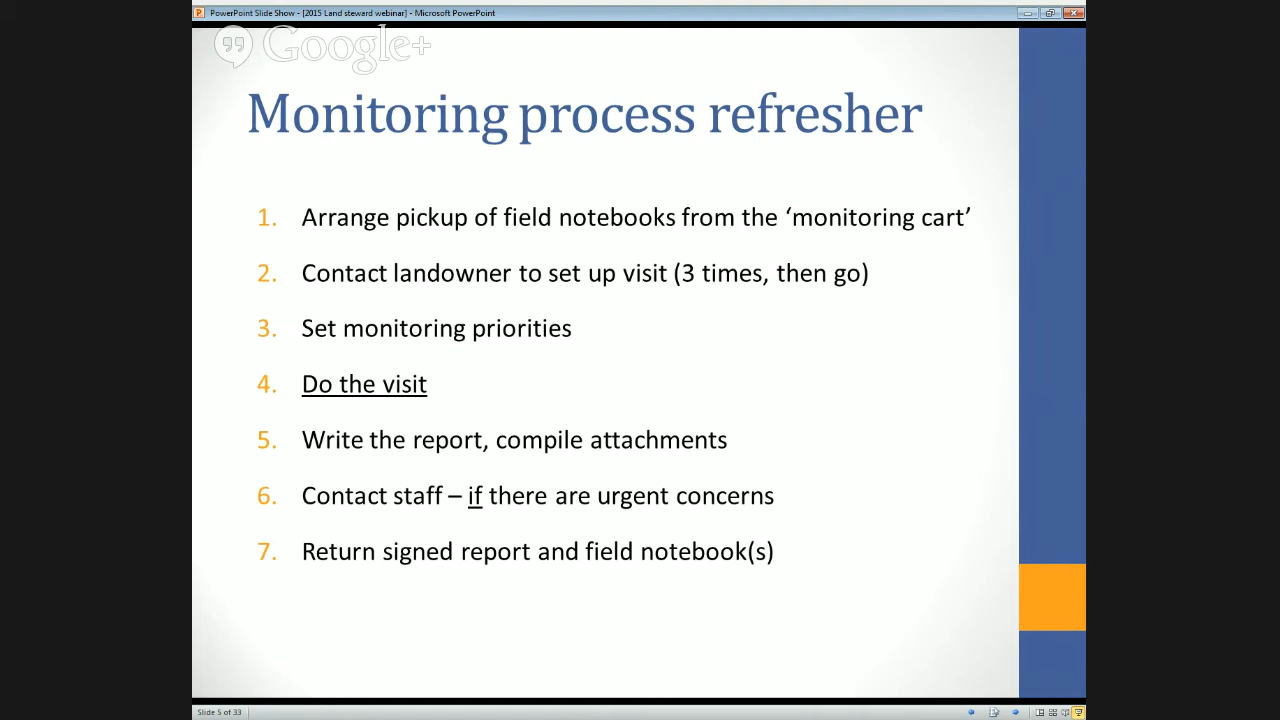 PowerPoint Slide Show - [2015 Land steward webinar] - Microsoft PowerPoint
Google+
Monitoring process refresher
1. Arrange pickup of field notebooks from the ‘monitoring cart’
2. Contact landowner to set up visit (3 times, then go)
3. Set monitoring priorities
4. Do the visit
5. Write the report, compile attachments
6. Contact staff – if there are urgent concerns
7. Return signed report and field notebook(s)
Slide 5 of 33